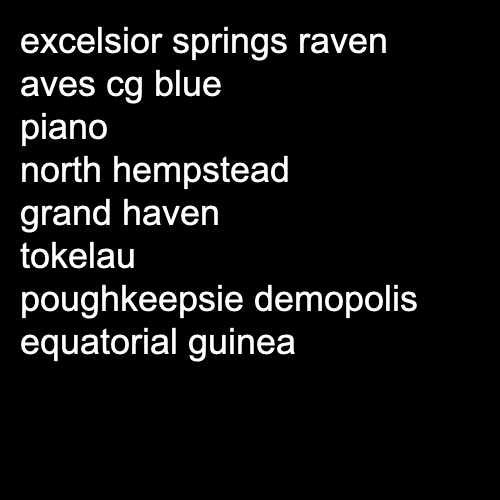 excelsior springs raven
aves cg blue
piano
north hempstead
grand haven
tokelau
poughkeepsie demopolis
equatorial guinea